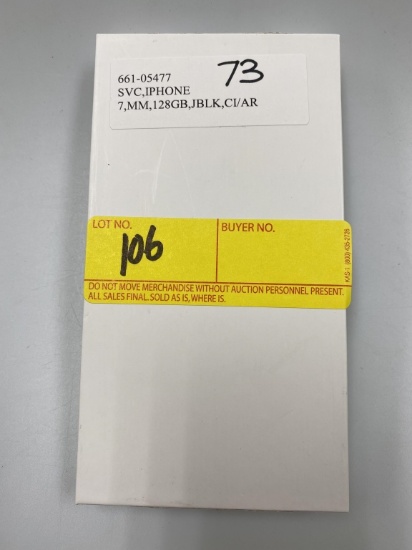 661-05477
73
SVC,IPHONE
7,MM,128GB,JBLK,CI/AR
LOT NO.
BUYER NO.
106
DO NOT MOVE MERCHANDISE WITHOUT AUCTION PERSONNEL PRESENT.
ALL SALES FINAL. SOLD AS IS, WHERE IS.